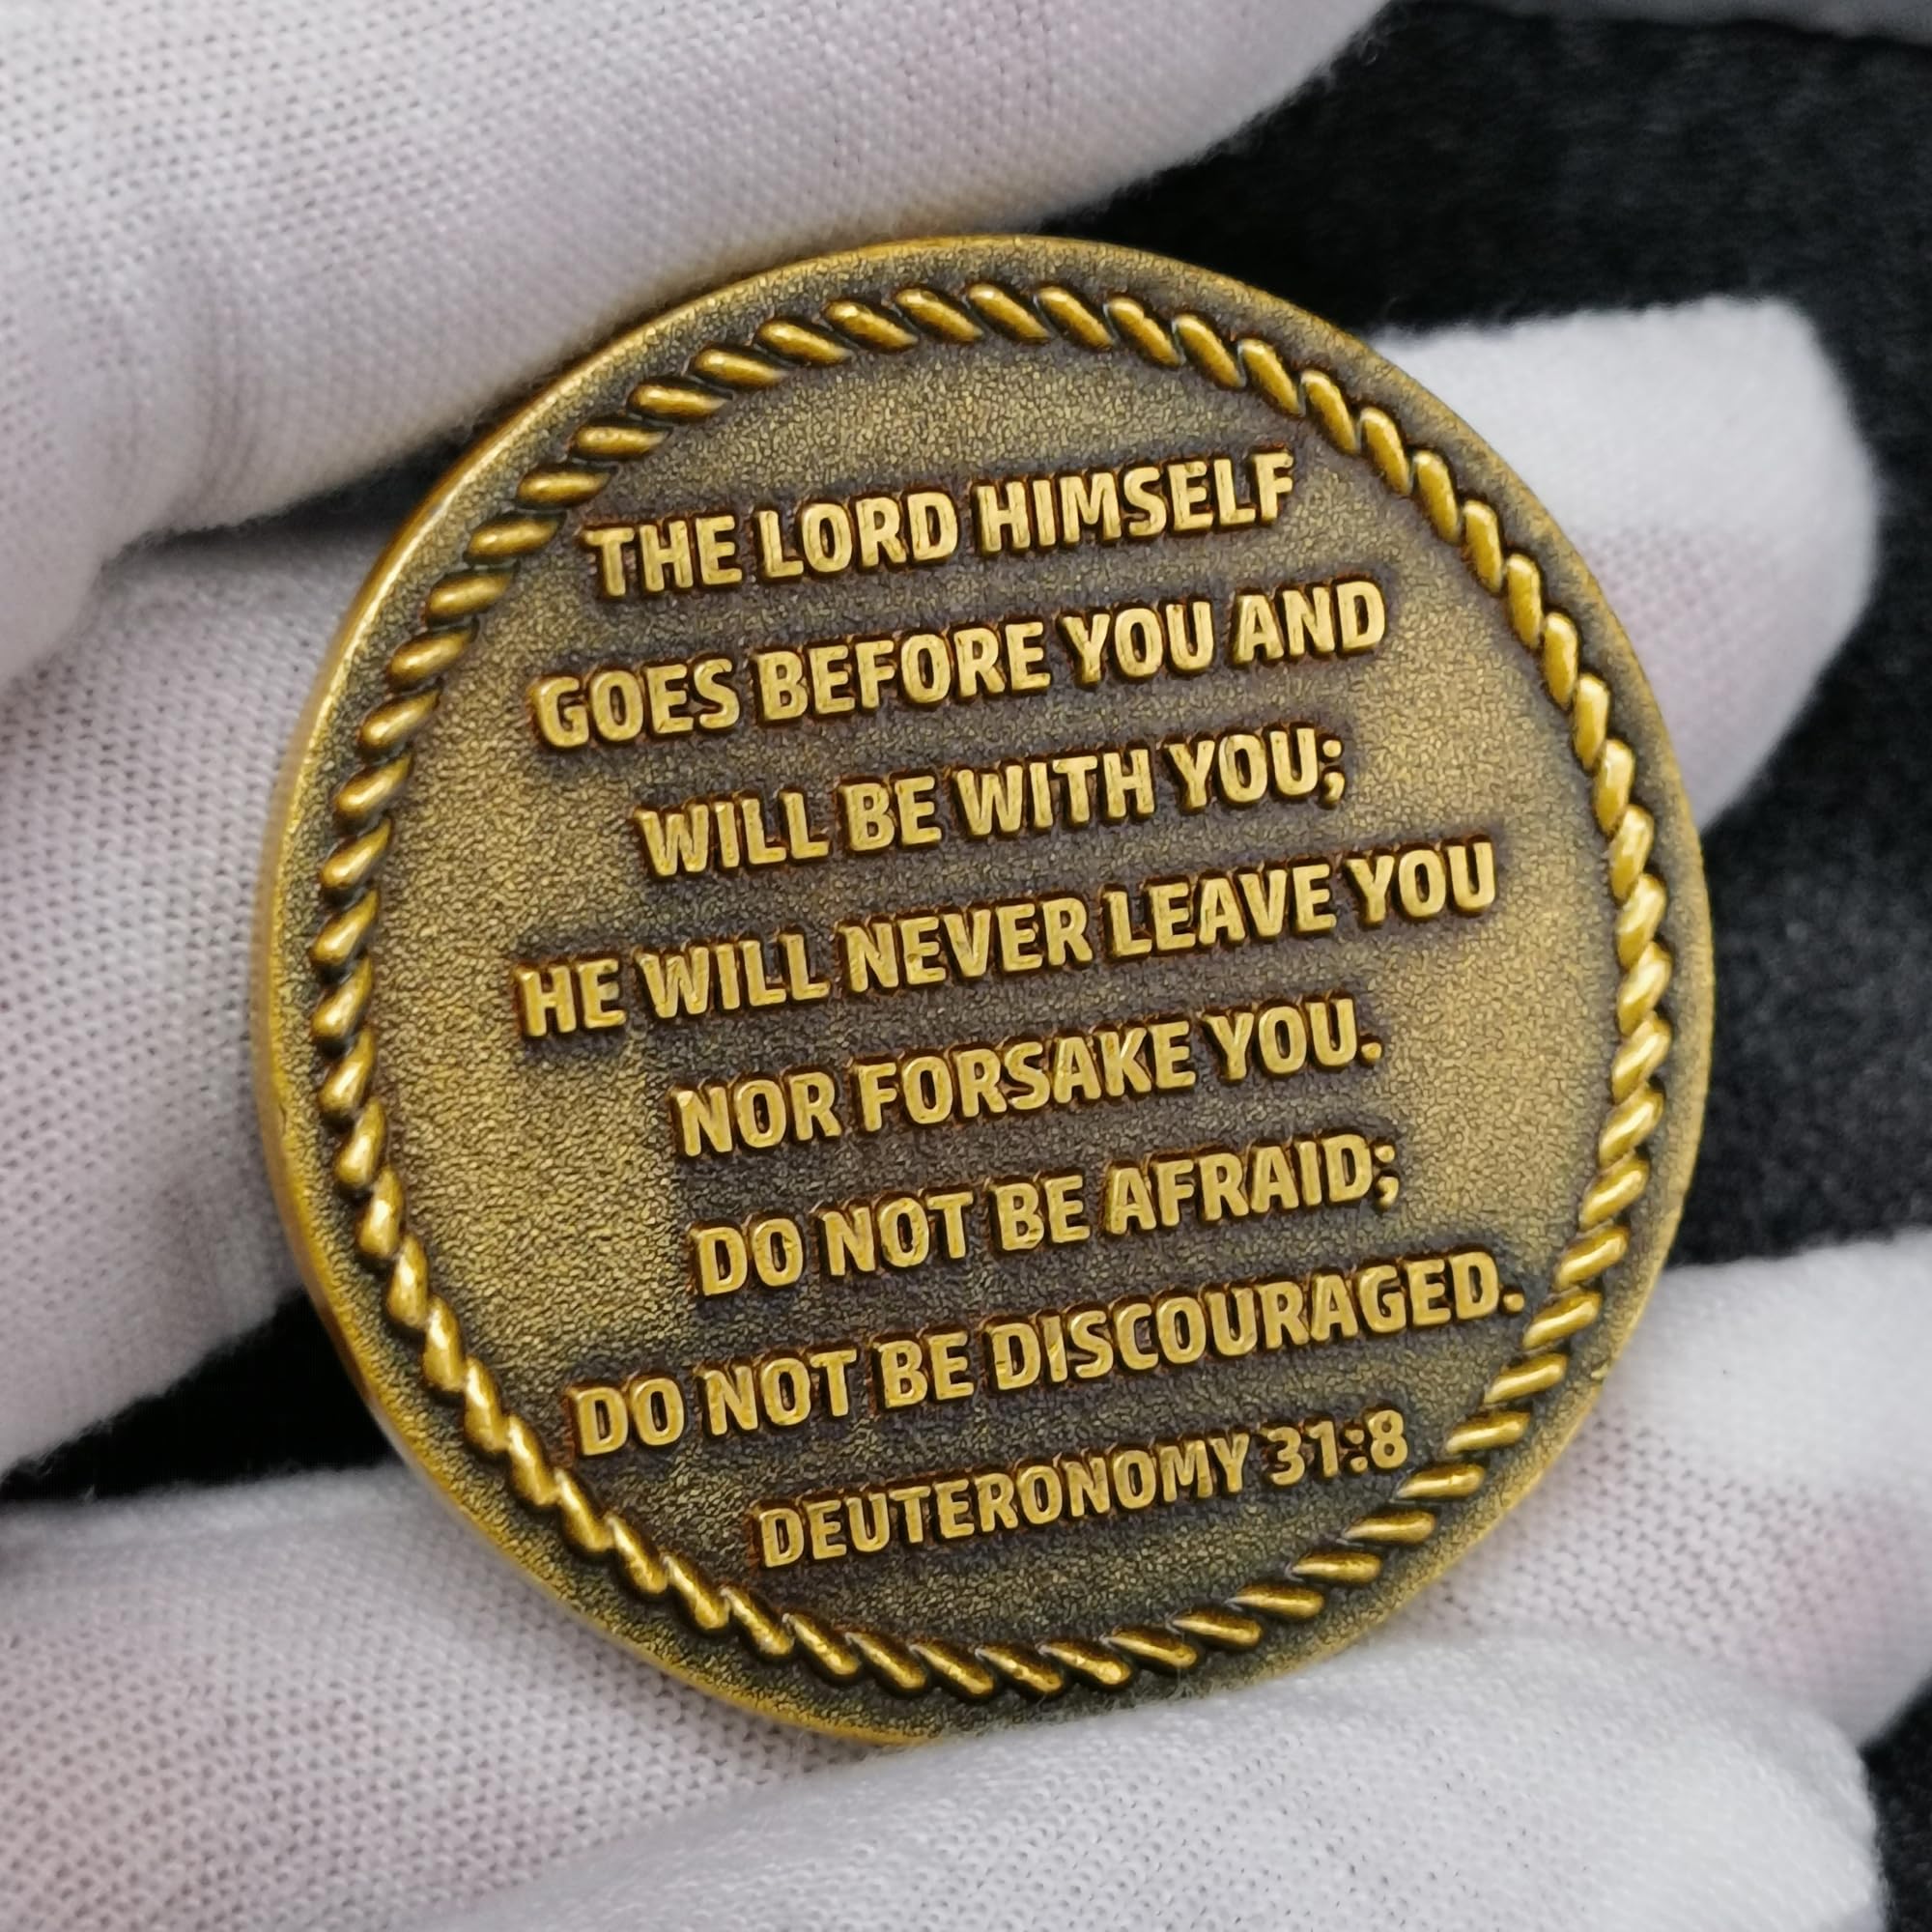 THE LORD HIMSELF
GOES BEFORE YOU AND
WILL BE WITH YOU;
HE WILL NEVER LEAVE YOU
NOR FORSAKE YOU.
DO NOT BE AFRAID;
DO NOT BE DISCOURAGED.
DEUTERONOMY 31:8